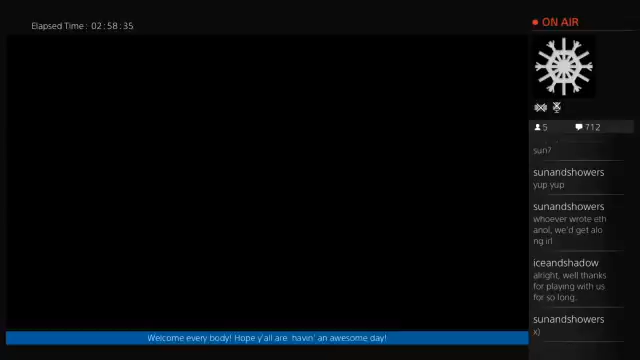 Elapsed Time : 02 : 58 : 35
ON AIR
5
712
sun?
sunandshowers
yup yup
sunandshowers
whoever wrote eth
anol, we'd get alo
ng irl
iceandshadow
alright, well thanks
for playing with us
for so long.
sunandshowers
x)
Welcome every body! Hope y'all are havin' an awesome day!